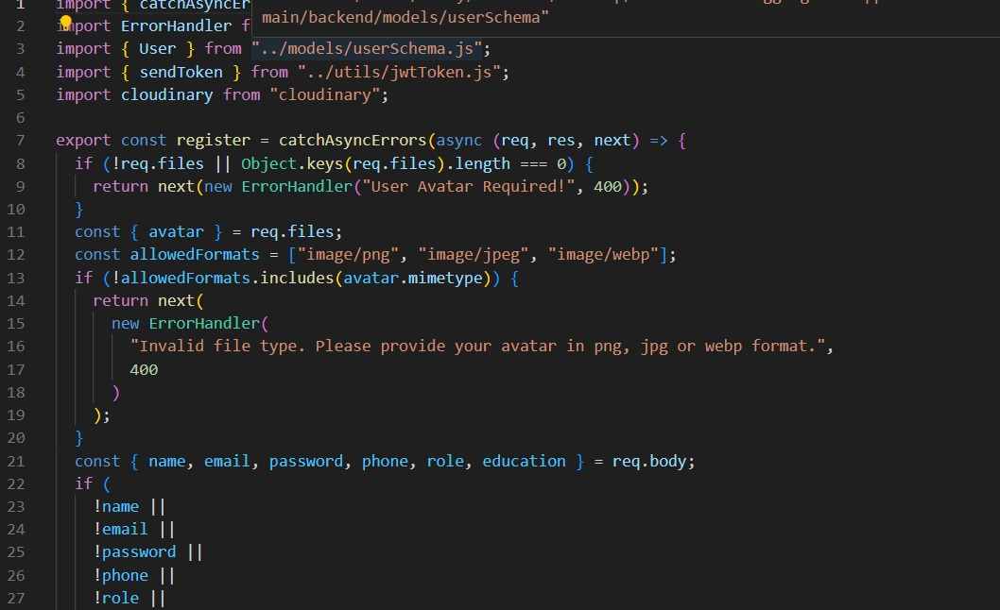 1 import { catchAsyncEr
main/backend/models/userSchema"
2 import ErrorHandler f
3 import { User } from "../models/userSchema.js";
4 import { sendToken } from "../utils/jwtToken.js";
5 import cloudinary from "cloudinary";
6
7 export const register = catchAsyncErrors(async (req, res, next) => {
8 if (!req.files || Object.keys(req.files).length === 0) {
9 return next(new ErrorHandler("User Avatar Required!", 400));
10 }
11 const { avatar } = req.files;
12 const allowedFormats = ["image/png", "image/jpeg", "image/webp"];
13 if (!allowedFormats.includes(avatar.mimetype)) {
14 return next(
15 new ErrorHandler(
16 "Invalid file type. Please provide your avatar in png, jpg or webp format.",
17 400
18 )
19 );
20 }
21 const { name, email, password, phone, role, education } = req.body;
22 if (
23 !name ||
24 !email ||
25 !password ||
26 !phone ||
27 !role ||